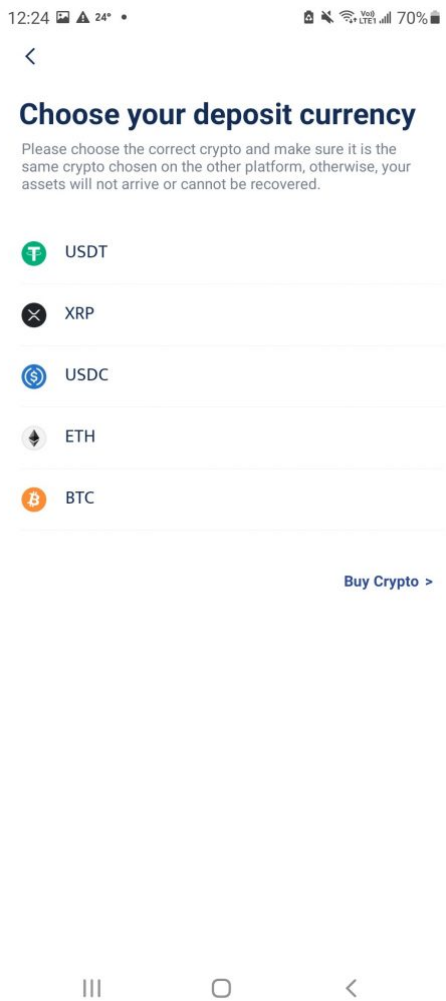 12:24 24° 70%
Choose your deposit currency
Please choose the correct crypto and make sure it is the
same crypto chosen on the other platform, otherwise, your
assets will not arrive or cannot be recovered.
USDT
XRP
USDC
ETH
BTC
Buy Crypto >